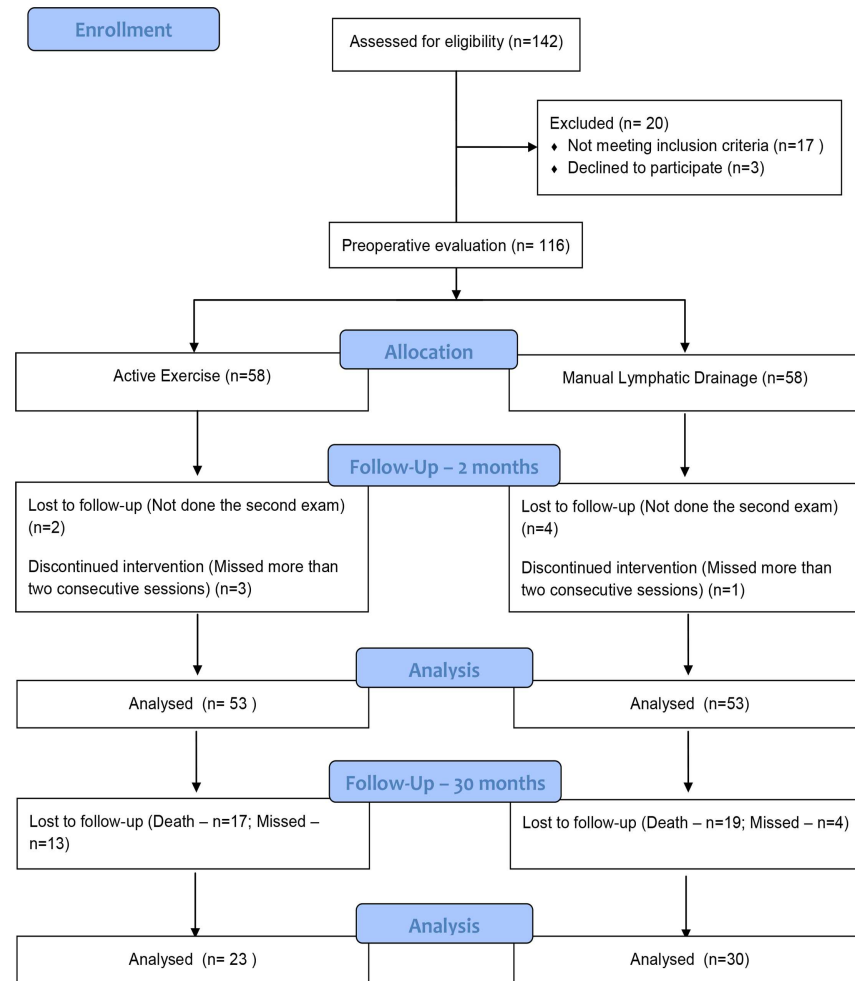 Enrollment
Assessed for eligibility (n=142)
Excluded (n= 20)
♦ Not meeting inclusion criteria (n=17 )
♦ Declined to participate (n=3)
Preoperative evaluation (n= 116)
Allocation
Active Exercise (n=58)
Manual Lymphatic Drainage (n=58)
Follow-Up – 2 months
Lost to follow-up (Not done the second exam)
(n=2)
Discontinued intervention (Missed more than
two consecutive sessions) (n=3)
Lost to follow-up (Not done the second exam)
(n=4)
Discontinued intervention (Missed more than
two consecutive sessions) (n=1)
Analysis
Analysed (n= 53 )
Analysed (n=53)
Follow-Up – 30 months
Lost to follow-up (Death – n=17; Missed –
n=13)
Lost to follow-up (Death – n=19; Missed – n=4)
Analysis
Analysed (n= 23 )
Analysed (n=30)